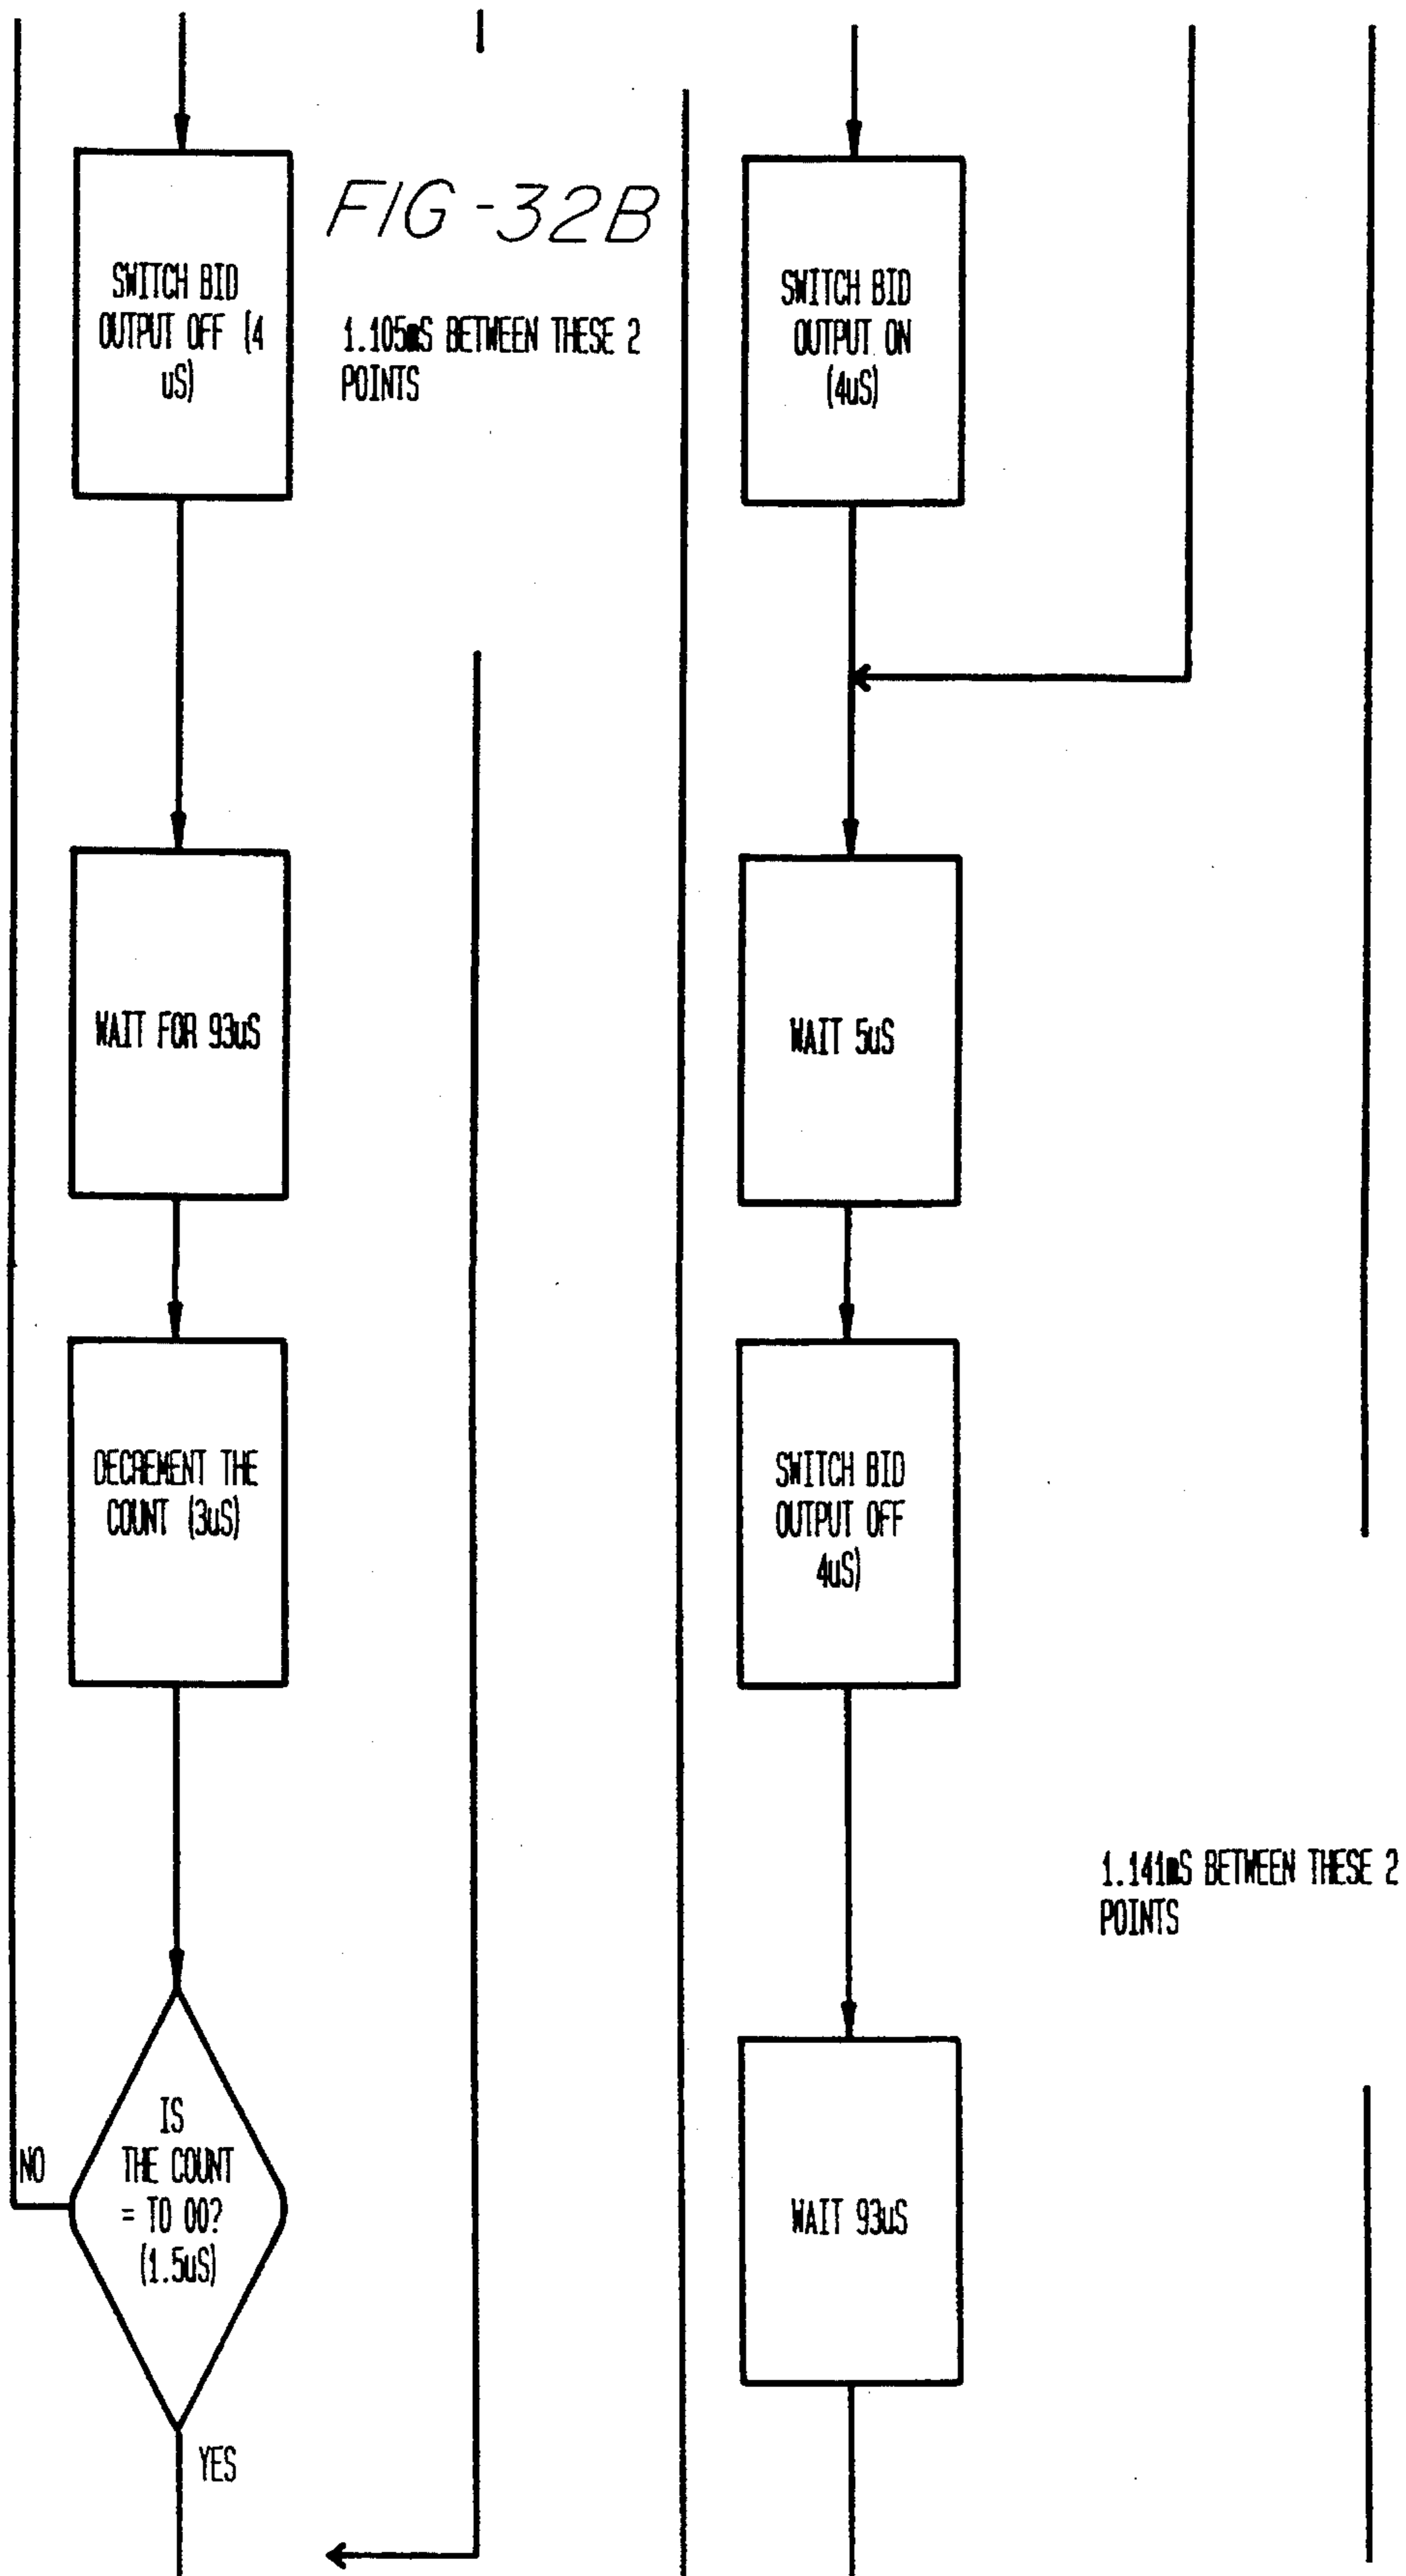 FIG-32B
SWITCH BID
OUTPUT OFF (4
uS)
1.105mS BETWEEN THESE 2
POINTS
WAIT FOR 93uS
DECREMENT THE
COUNT (3uS)
IS
THE COUNT
= TO 00?
(1.5uS)
NO
YES
SWITCH BID
OUTPUT ON
(4uS)
WAIT 5uS
SWITCH BID
OUTPUT OFF
4uS)
1.141mS BETWEEN THESE 2
POINTS
WAIT 93uS